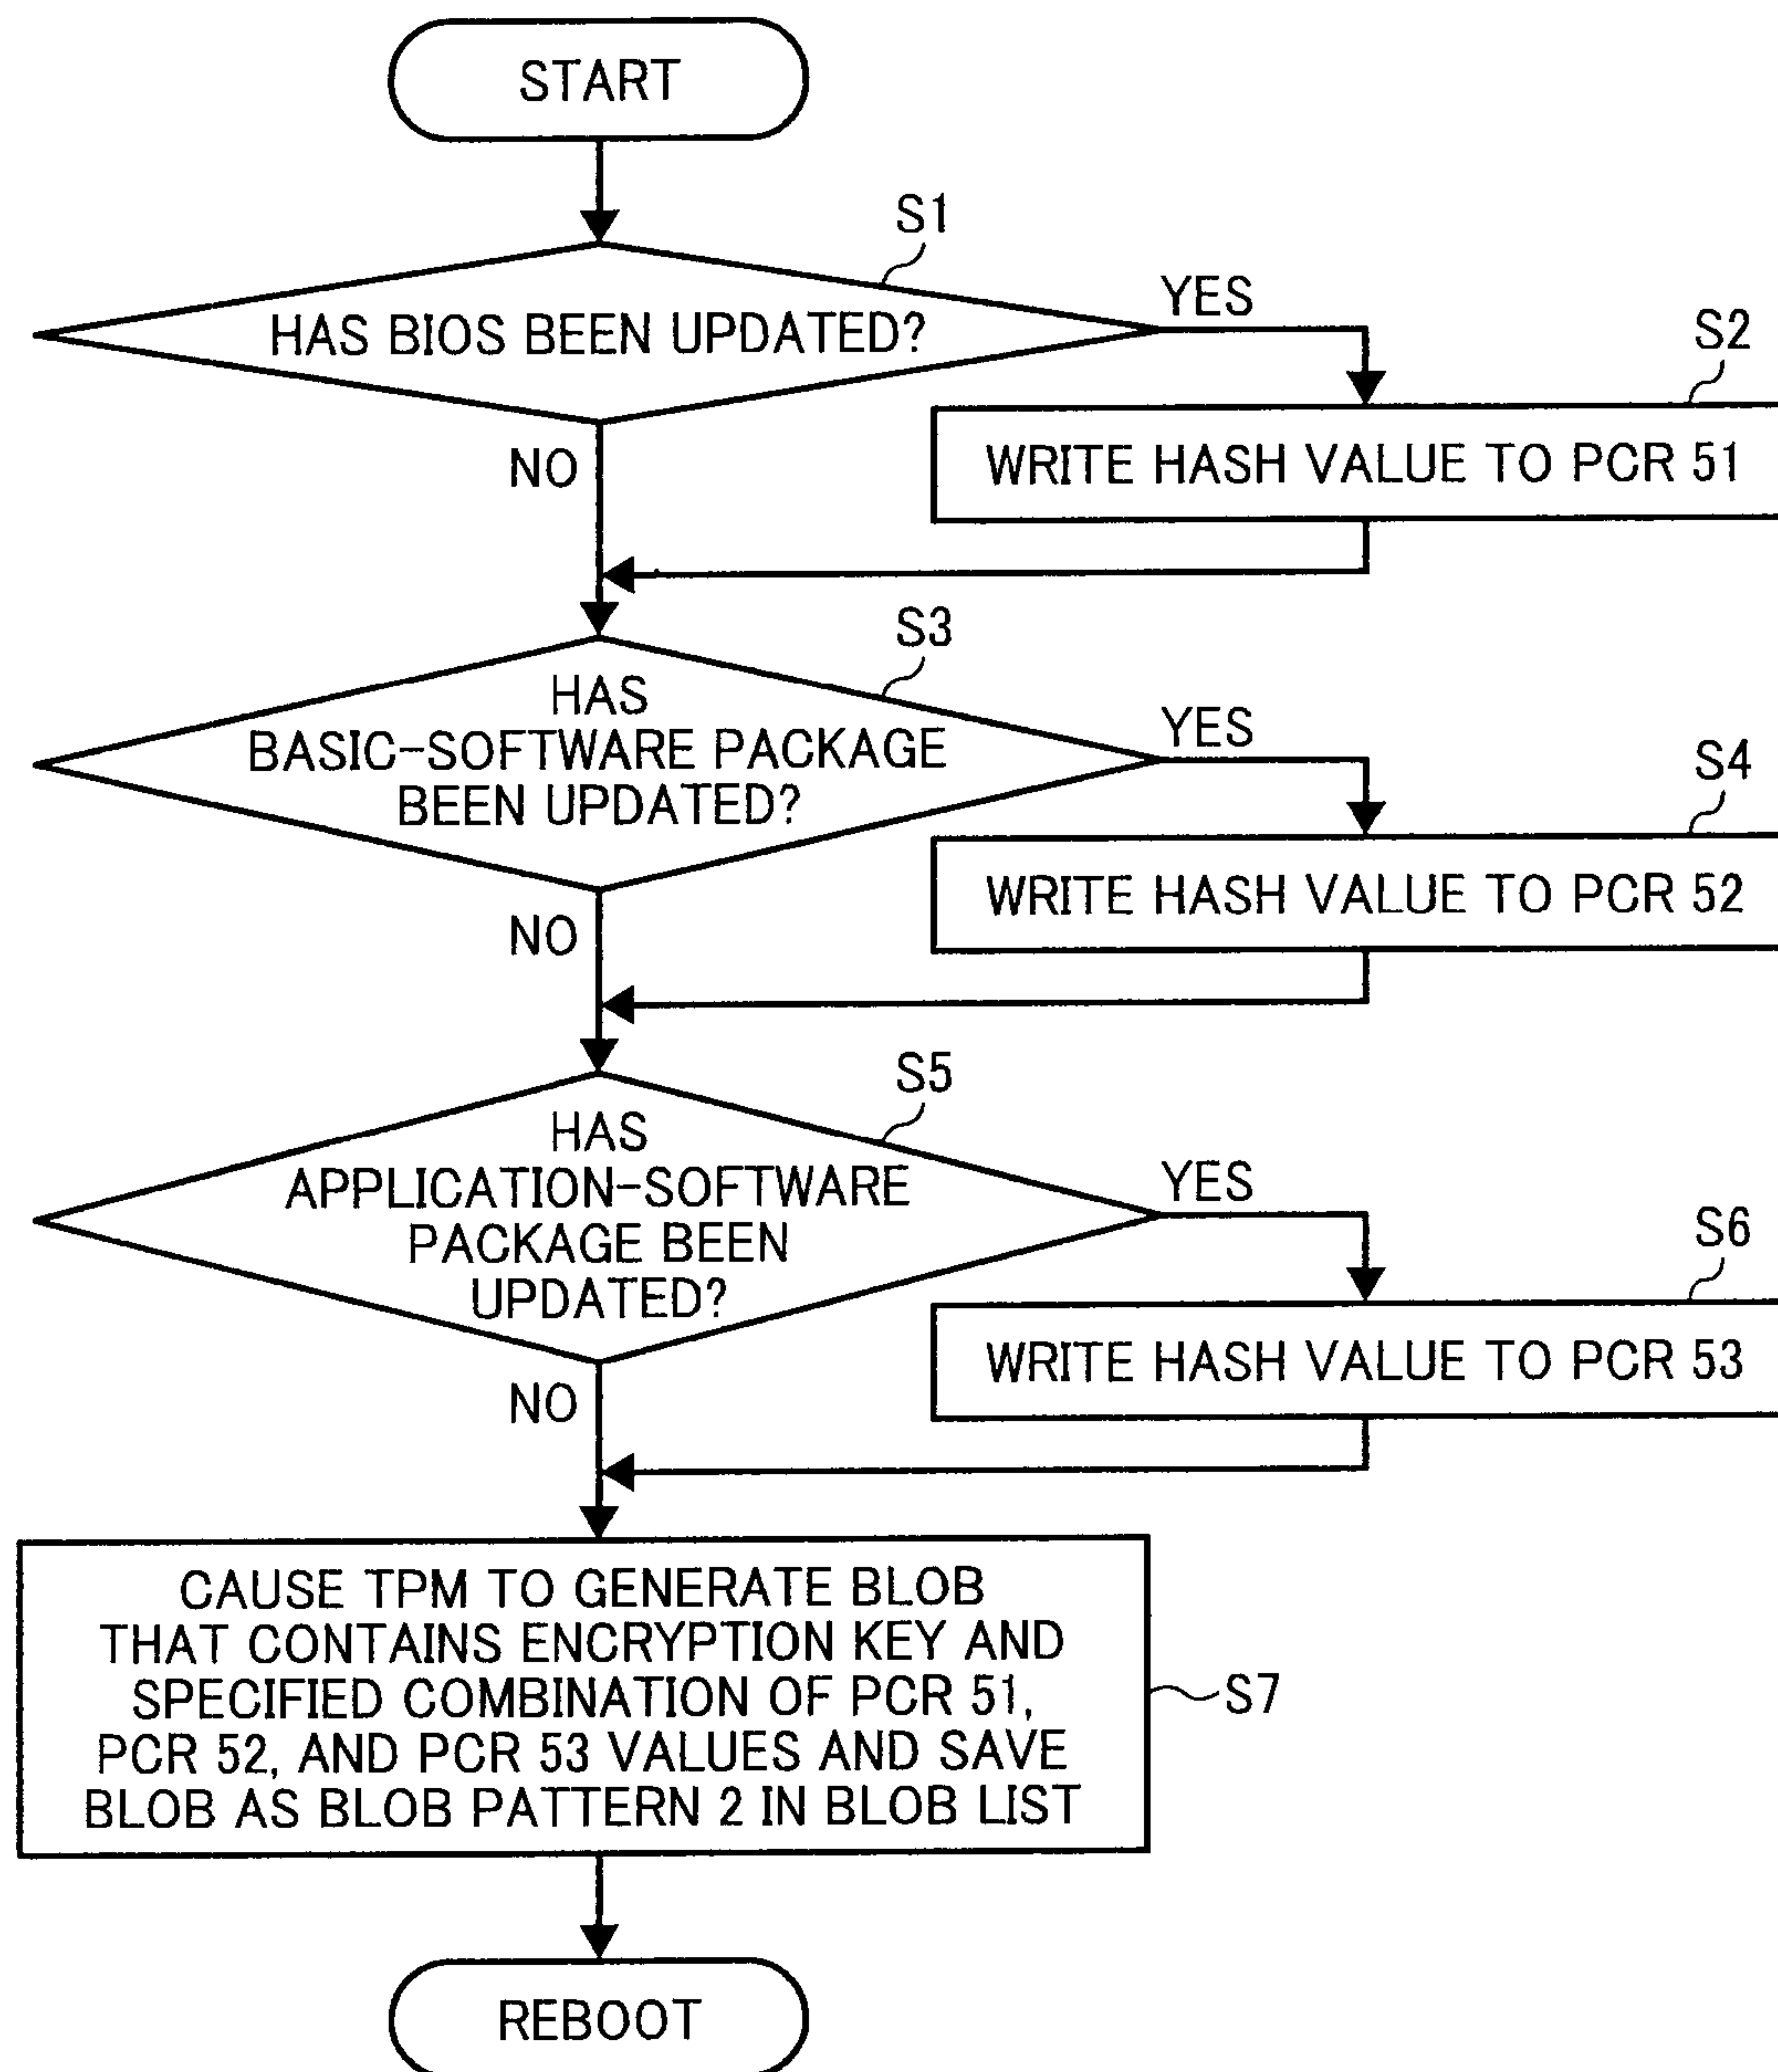 START
S1
HAS BIOS BEEN UPDATED?
YES
S2
WRITE HASH VALUE TO PCR 51
NO
S3
HAS
BASIC-SOFTWARE PACKAGE
BEEN UPDATED?
YES
S4
WRITE HASH VALUE TO PCR 52
NO
S5
HAS
APPLICATION-SOFTWARE
PACKAGE BEEN
UPDATED?
YES
S6
WRITE HASH VALUE TO PCR 53
NO
CAUSE TPM TO GENERATE BLOB
THAT CONTAINS ENCRYPTION KEY AND
SPECIFIED COMBINATION OF PCR 51,
PCR 52, AND PCR 53 VALUES AND SAVE
BLOB AS BLOB PATTERN 2 IN BLOB LIST
S7
REBOOT